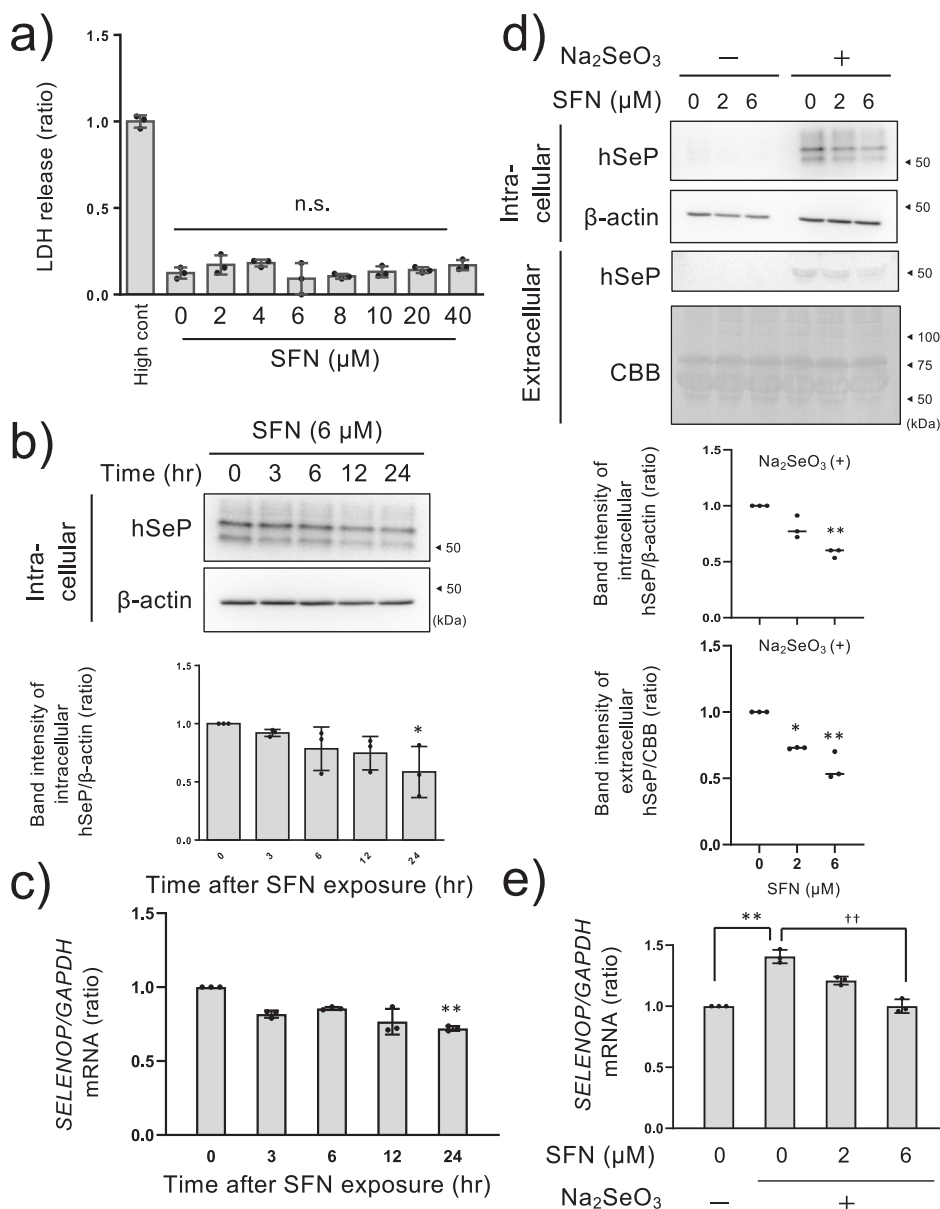 a)
1.5
1.0
0.5
0.0
LDH release (ratio)
n.s.
High cont
0 2 4 6 8 10 20 40
SFN (μM)
b)
SFN (6 μM)
Time (hr) 0 3 6 12 24
Intra-
cellular
hSeP
◄ 50
β-actin
◄ 50
(kDa)
Band intensity of
intracellular
hSeP/β-actin (ratio)
1.5
1.0
0.5
0.0
*
0 3 6 12 24
Time after SFN exposure (hr)
c)
SELENOP/GAPDH
mRNA (ratio)
1.5
1.0
0.5
0.0
**
0 3 6 12 24
Time after SFN exposure (hr)
d)
Na₂SeO₃ − +
SFN (μM) 0 2 6 0 2 6
Intra-
cellular
hSeP
◄ 50
β-actin
◄ 50
Extracellular
hSeP
◄ 50
CBB
◄ 100
◄ 75
◄ 50
(kDa)
Band intensity of
intracellular
hSeP/β-actin (ratio)
Na₂SeO₃ (+)
1.5
1.0
0.5
0.0
**
Band intensity of
extracellular
hSeP/CBB (ratio)
Na₂SeO₃ (+)
1.5
1.0
0.5
0.0
*
**
0 2 6
SFN (μM)
e)
SELENOP/GAPDH
mRNA (ratio)
1.5
1.0
0.5
0.0
**
††
SFN (μM) 0 0 2 6
Na₂SeO₃ − +